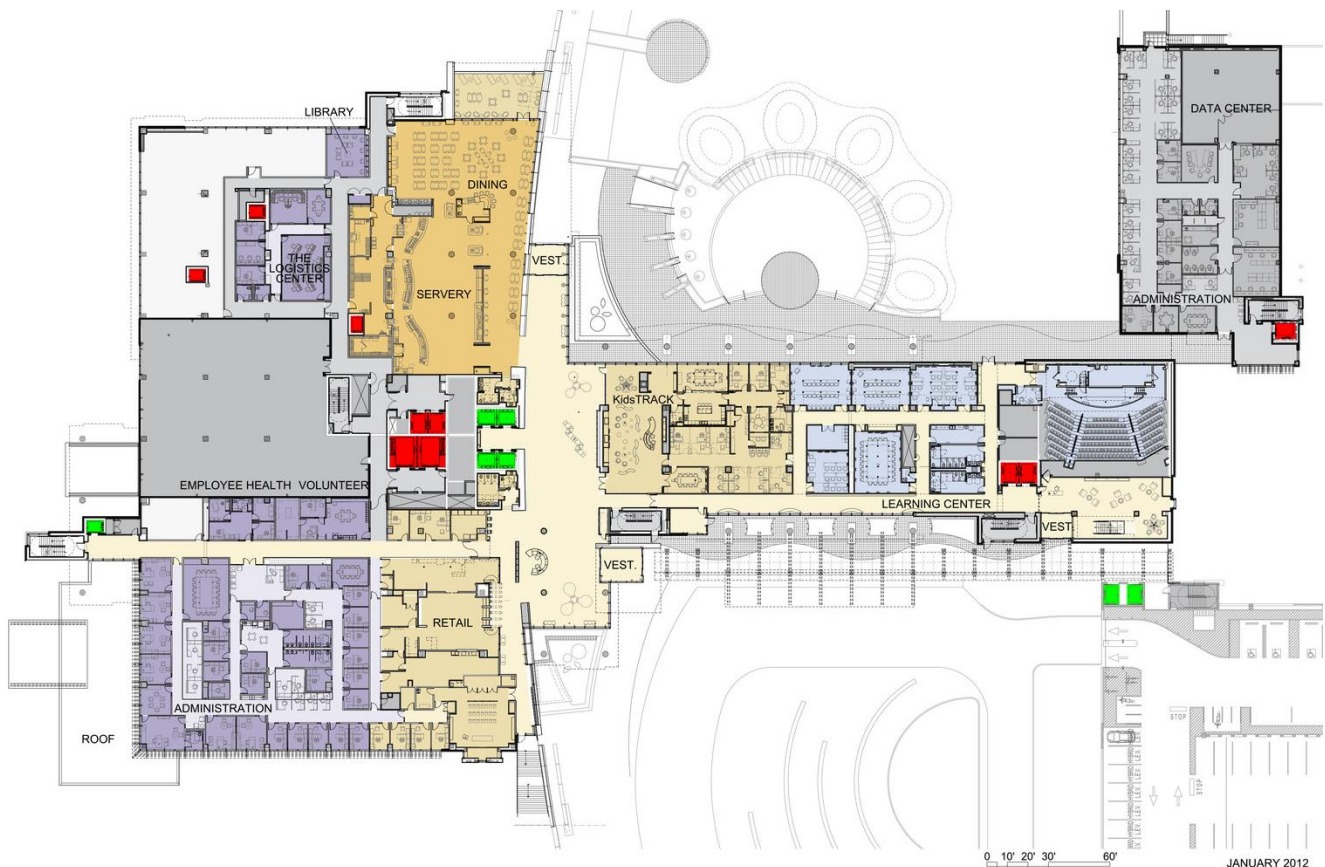 LIBRARY
DATA CENTER
DINING
THE
LOGISTICS
CENTER
VEST.
SERVERY
ADMINISTRATION
KidsTRACK
EMPLOYEE HEALTH VOLUNTEER
LEARNING CENTER
VEST.
VEST.
RETAIL
ADMINISTRATION
STOP
ROOF
STOP
0 10' 20' 30' 60'
JANUARY 2012